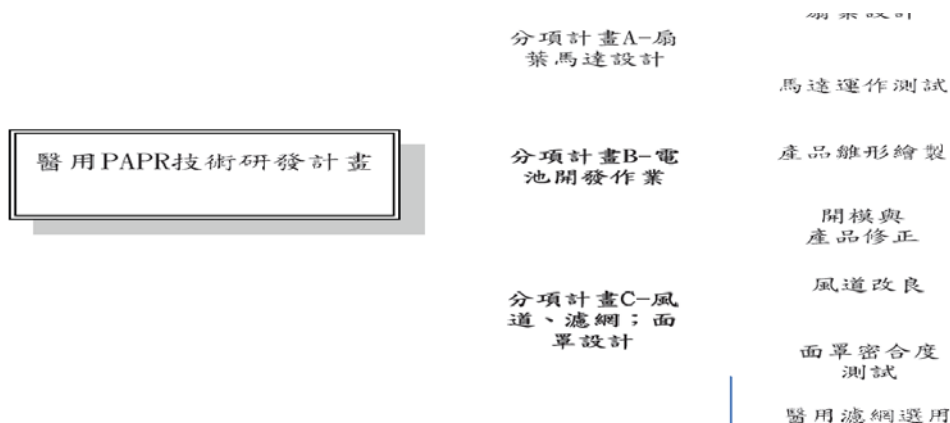 醫用PAPR技術研發計畫
分項計畫A-扇
葉馬達設計
分項計畫B-電
池開發作業
分項計畫C-風
道、濾網；面
罩設計
扇葉設計
馬達運作測試
產品雛形繪製
開模與
產品修正
風道改良
面罩密合度
測試
醫用濾網選用